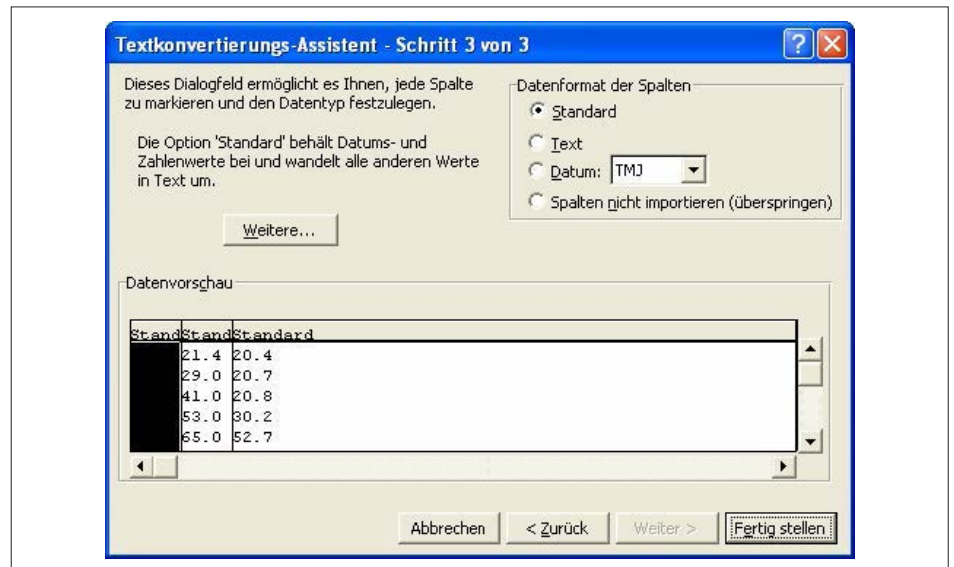 Textkonvertierungs-Assistent - Schritt 3 von 3
Dieses Dialogfeld ermöglicht es Ihnen, jede Spalte
zu markieren und den Datentyp festzulegen.
Die Option 'Standard' behält Datums- und
Zahlenwerte bei und wandelt alle anderen Werte
in Text um.
Weitere...
Datenformat der Spalten
Standard
Text
Datum: TMJ
Spalten nicht importieren (überspringen)
Datenvorschau
Stand Stand Standard
21.4 20.4
29.0 20.7
41.0 20.8
53.0 30.2
65.0 52.7
Abbrechen < Zurück Weiter > Fertig stellen